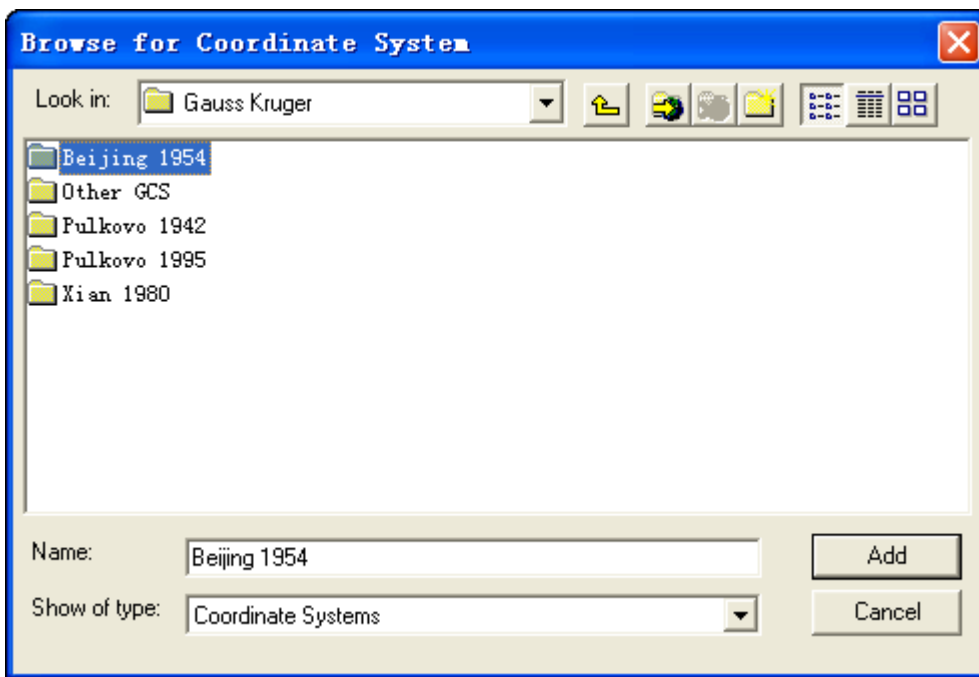 Browse for Coordinate System
Look in: Gauss Kruger
Beijing 1954
Other GCS
Pulkovo 1942
Pulkovo 1995
Xian 1980
Name: Beijing 1954 Add
Show of type: Coordinate Systems Cancel